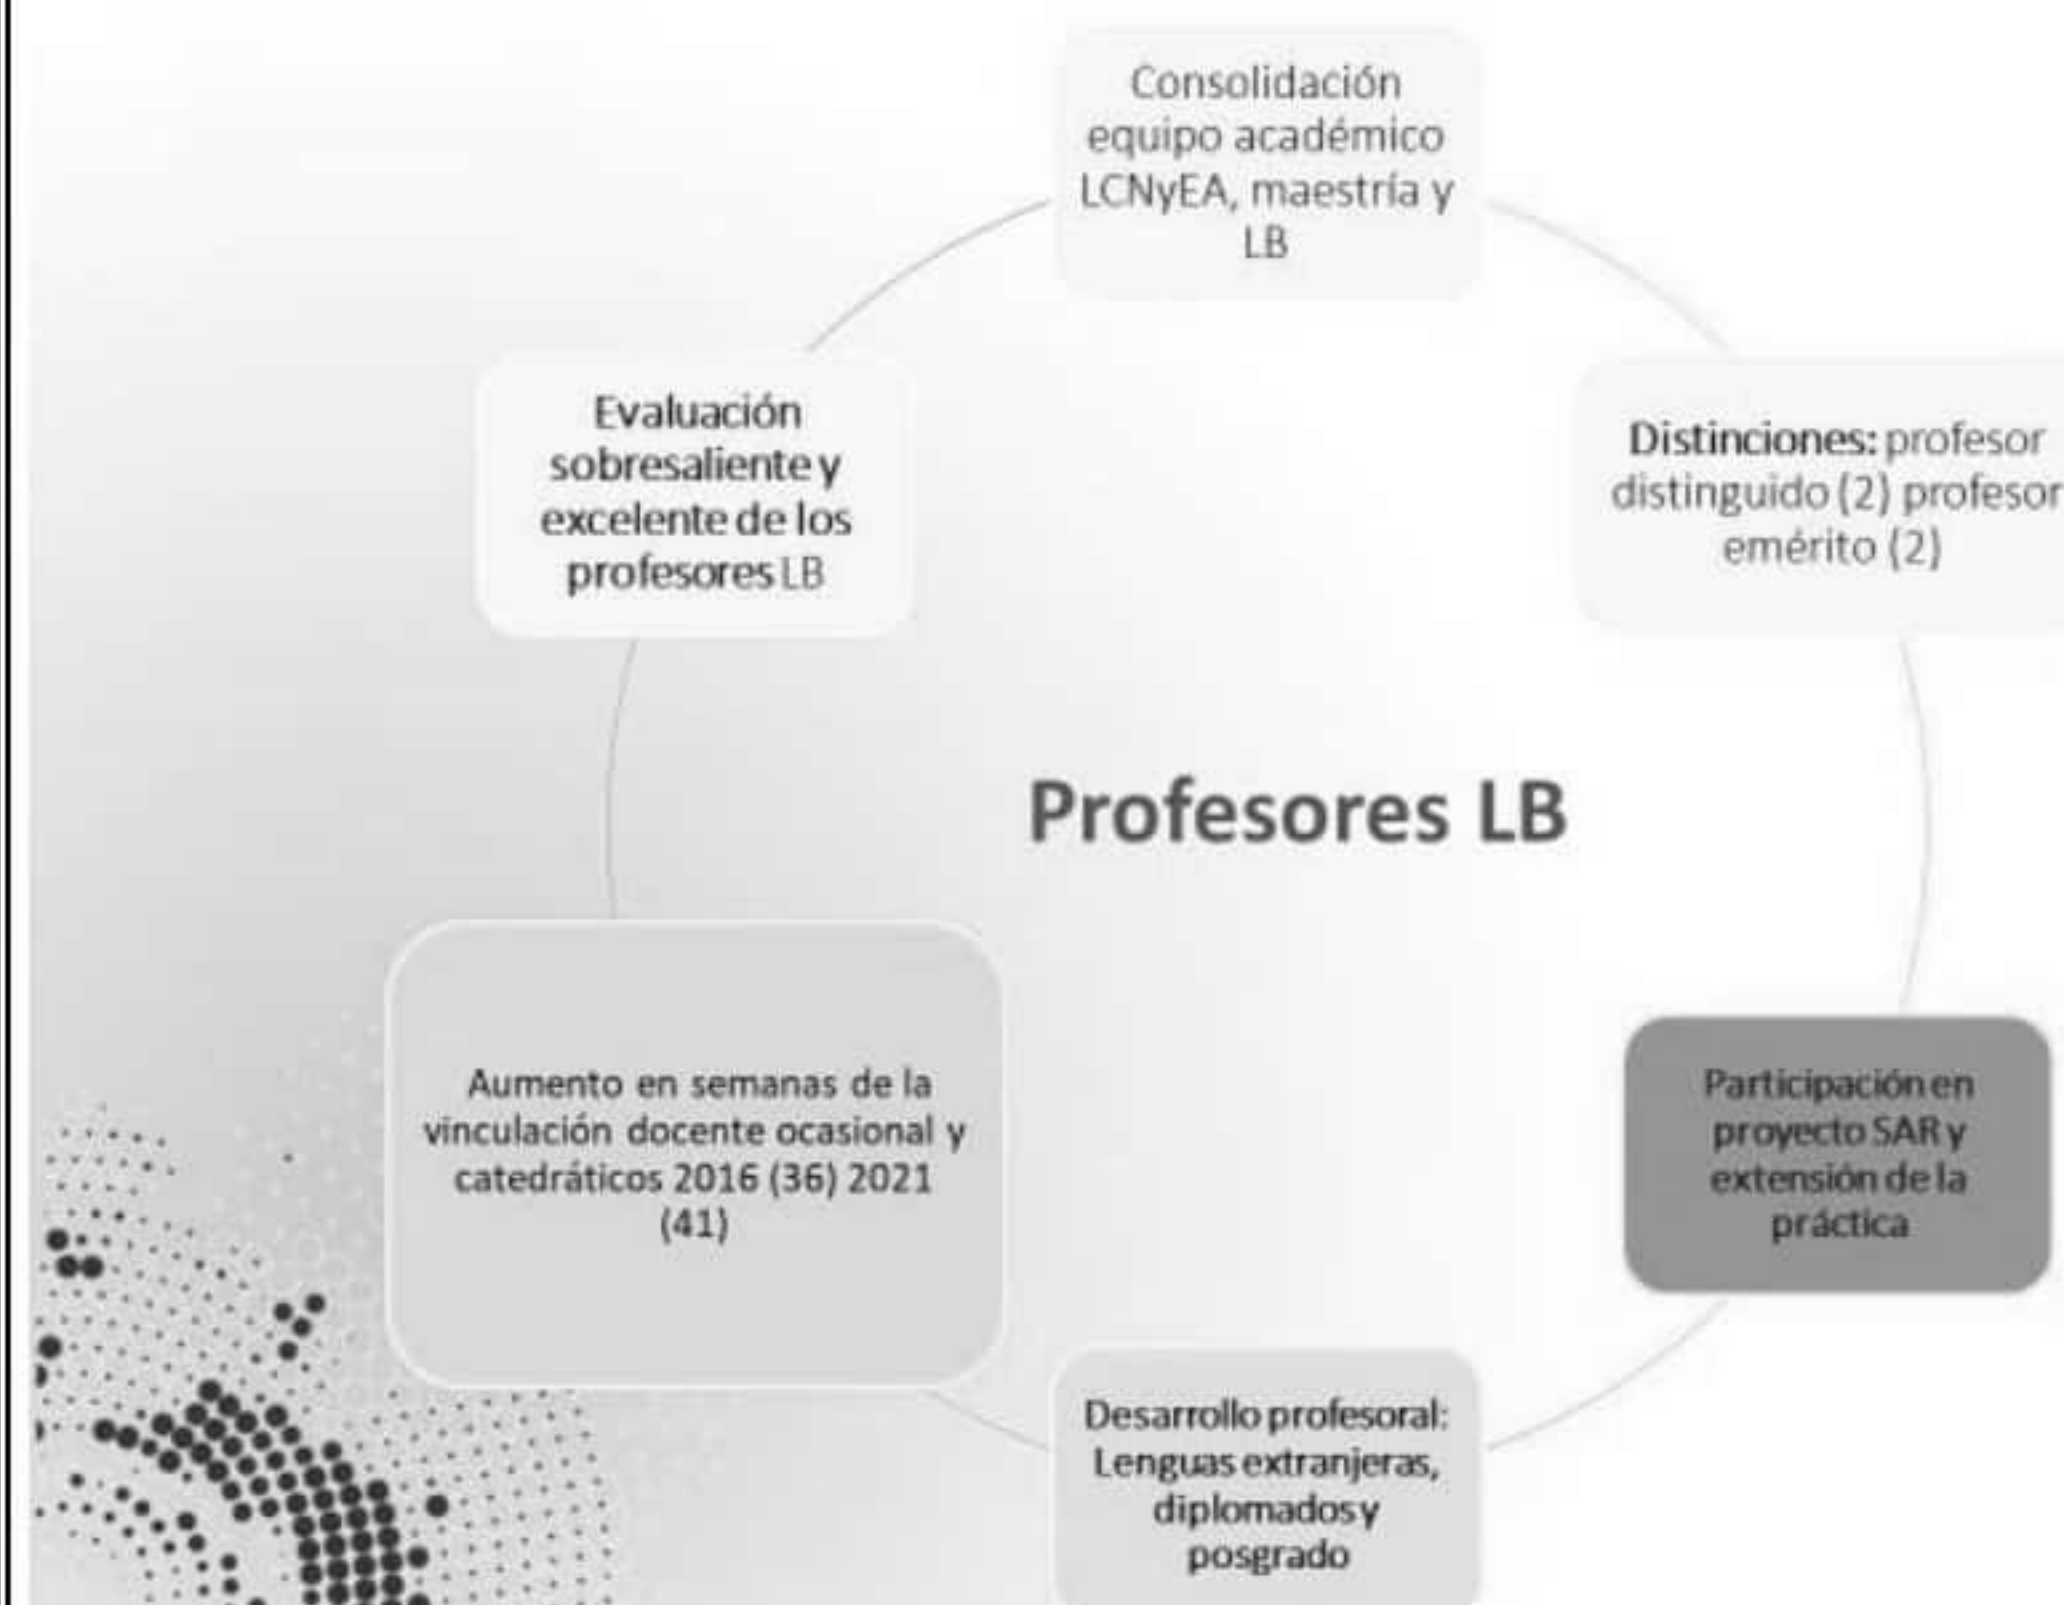 Consolidación
equipo académico
LCNyEA, maestría y
LB
Distinciones: profesor
distinguido (2) profesor
emérito (2)
Participación en
proyecto SAR y
extensión de la
práctica
Desarrollo profesoral:
Lenguas extranjeras,
diplomados y
posgrado
Aumento en semanas de la
vinculación docente ocasional y
catedráticos 2016 (36) 2021
(41)
Evaluación
sobresaliente y
excelente de los
profesores LB
Profesores LB